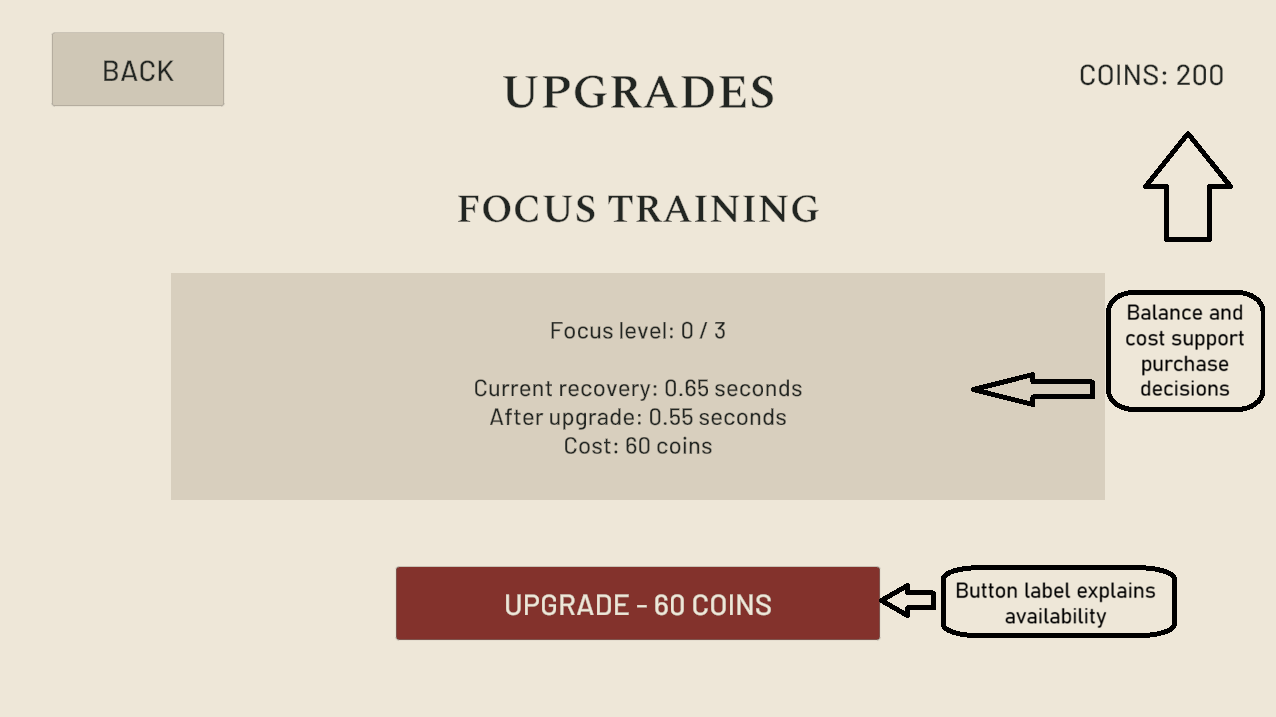 BACK
UPGRADES
COINS: 200
FOCUS TRAINING
Focus level: 0 / 3
Current recovery: 0.65 seconds
After upgrade: 0.55 seconds
Cost: 60 coins
Balance and
cost support
purchase
decisions
UPGRADE - 60 COINS
Button label explains
availability